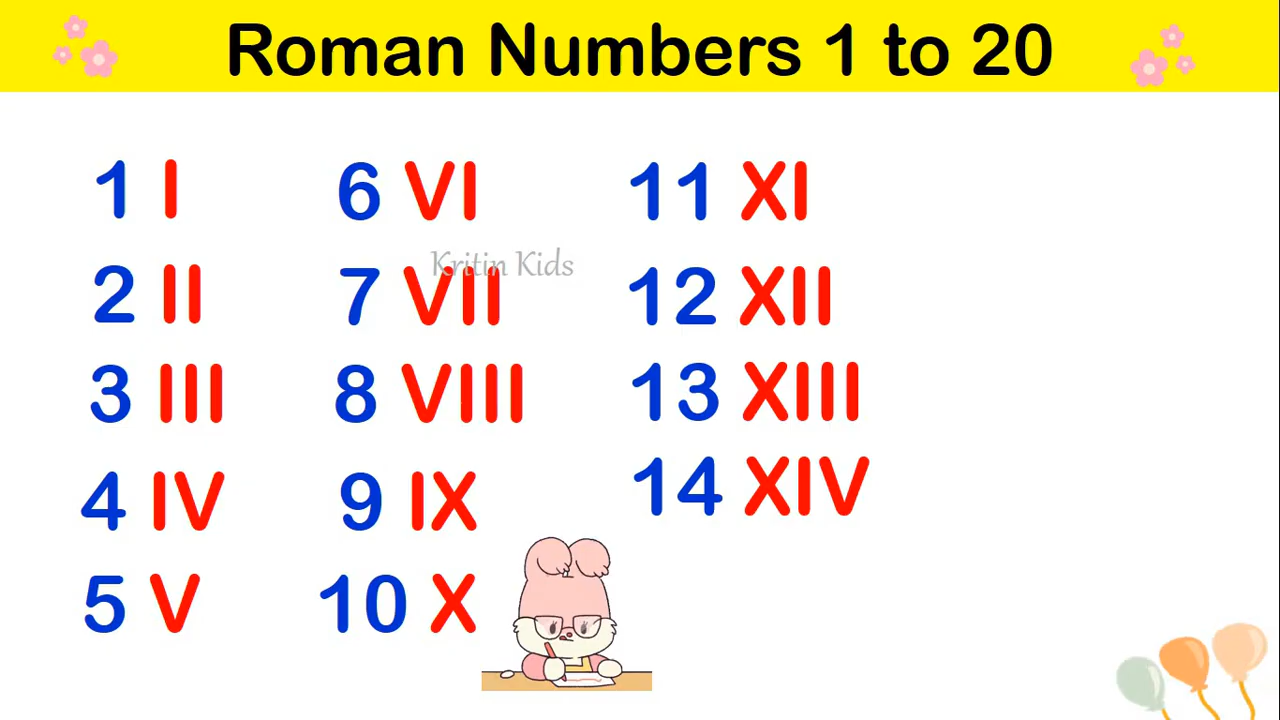 Roman Numbers 1 to 20
1 I
2 II
3 III
4 IV
5 V
6 VI
7 VII
8 VIII
9 IX
10 X
11 XI
12 XII
13 XIII
14 XIV
Kritin Kids